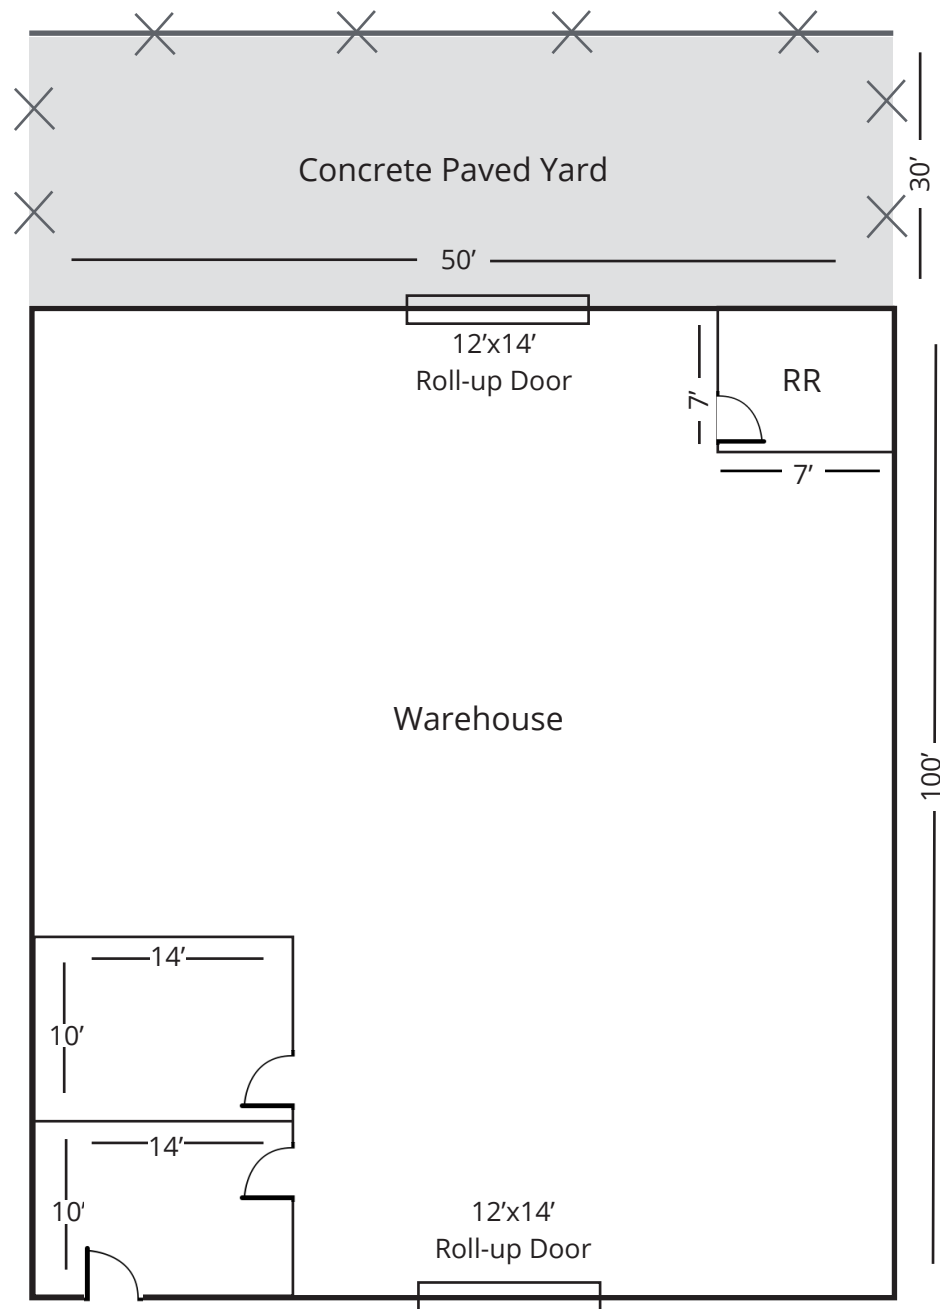 Concrete Paved Yard
30’
50’
12’x14’
Roll-up Door
RR
7’
7’
Warehouse
100’
14’
10’
14’
10’
12’x14’
Roll-up Door